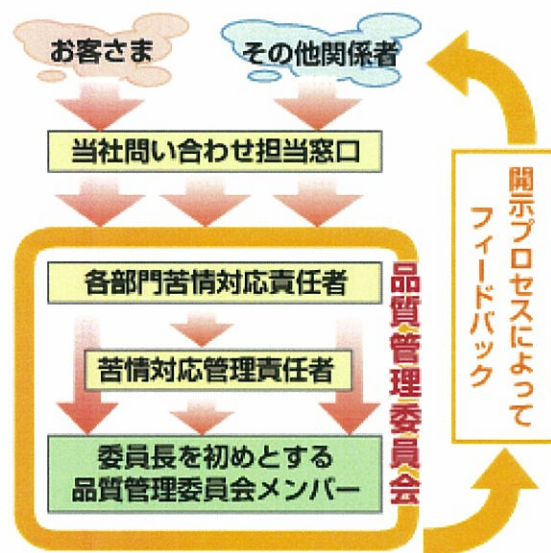 お客さま
その他関係者
当社問い合わせ担当窓口
各部門苦情対応責任者
苦情対応管理責任者
委員長を初めとする
品質管理委員会メンバー
品質管理委員会
開示プロセスによって
フィードバック